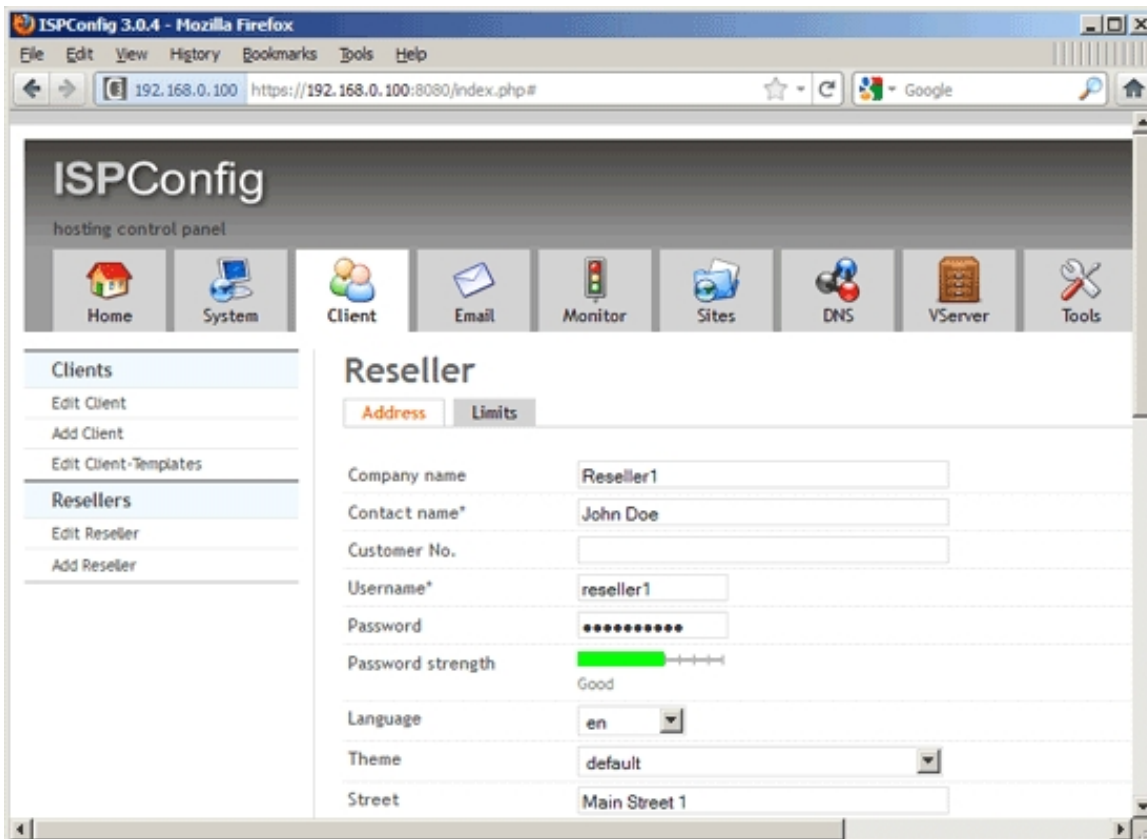 ISPConfig 3.0.4 - Mozilla Firefox
File Edit View History Bookmarks Tools Help
192.168.0.100 https://192.168.0.100:8080/index.php# Google
ISPConfig
hosting control panel
Home System Client Email Monitor Sites DNS VServer Tools
Clients
Edit Client
Add Client
Edit Client-Templates
Resellers
Edit Reseller
Add Reseller
Reseller
Address Limits
Company name Reseller1
Contact name* John Doe
Customer No.
Username* reseller1
Password ••••••••••
Password strength
Good
Language en
Theme default
Street Main Street 1